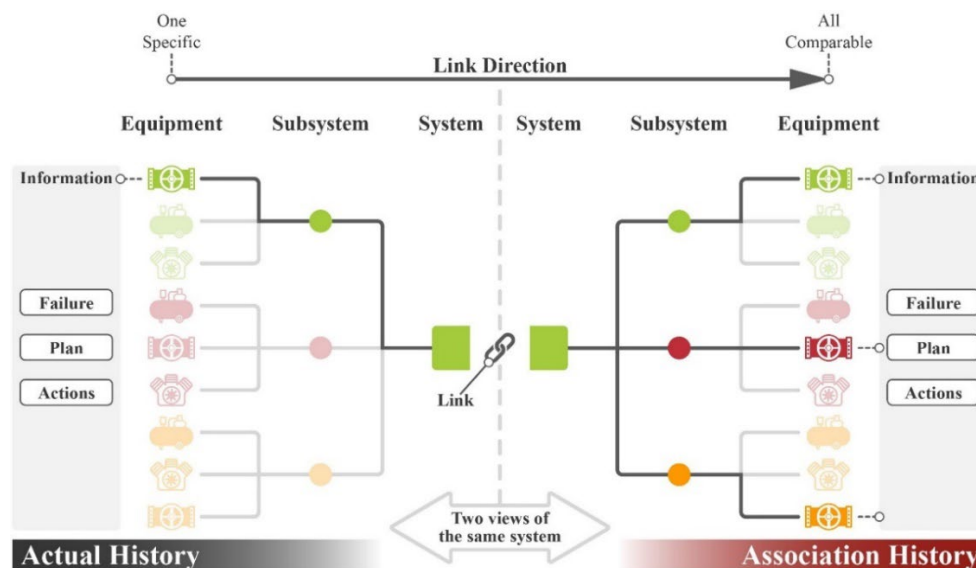 One
Specific
All
Comparable
Link Direction
Equipment
Subsystem
System
System
Subsystem
Equipment
Information
Information
Failure
Failure
Plan
Plan
Actions
Actions
Link
Two views of
the same system
Actual History
Association History